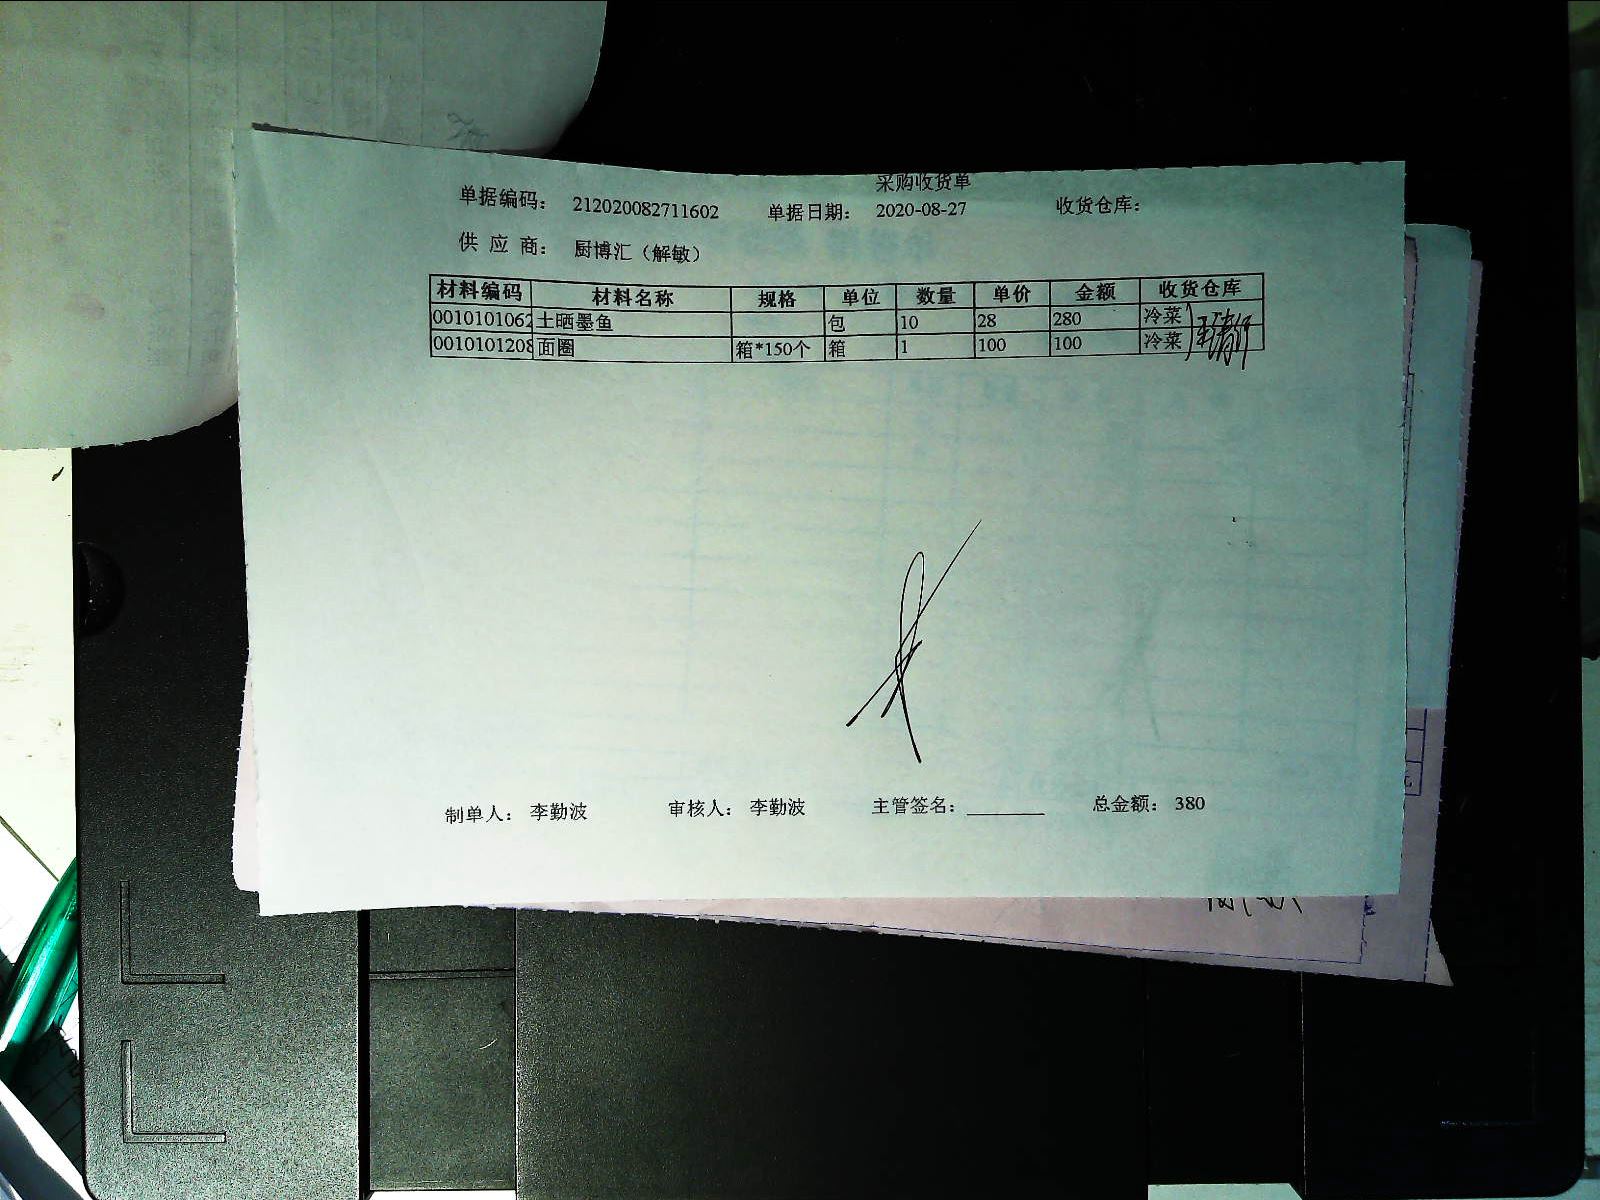 采购收货单
单据编码： 212020082711602 单据日期： 2020-08-27 收货仓库：
供 应 商： 厨博汇（解敏）
材料编码 材料名称 规格 单位 数量 单价 金额 收货仓库
0010101062 土晒墨鱼 包 10 28 280 冷菜
0010101208 面圈 箱*150个 箱 1 100 100 冷菜
制单人： 李勤波 审核人： 李勤波 主管签名： 总金额： 380